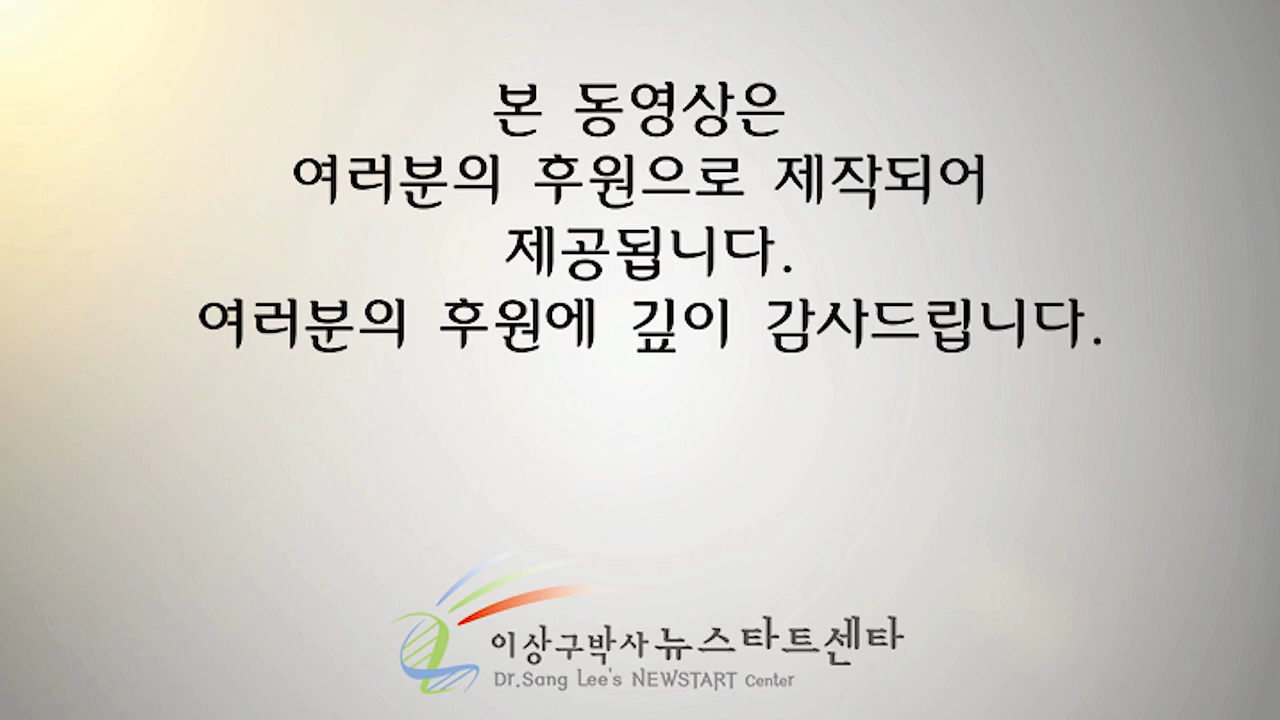 본 동영상은
여러분의 후원으로 제작되어
제공됩니다.
여러분의 후원에 깊이 감사드립니다.
이상구박사 뉴스타트센타
Dr.Sang Lee's NEWSTART Center